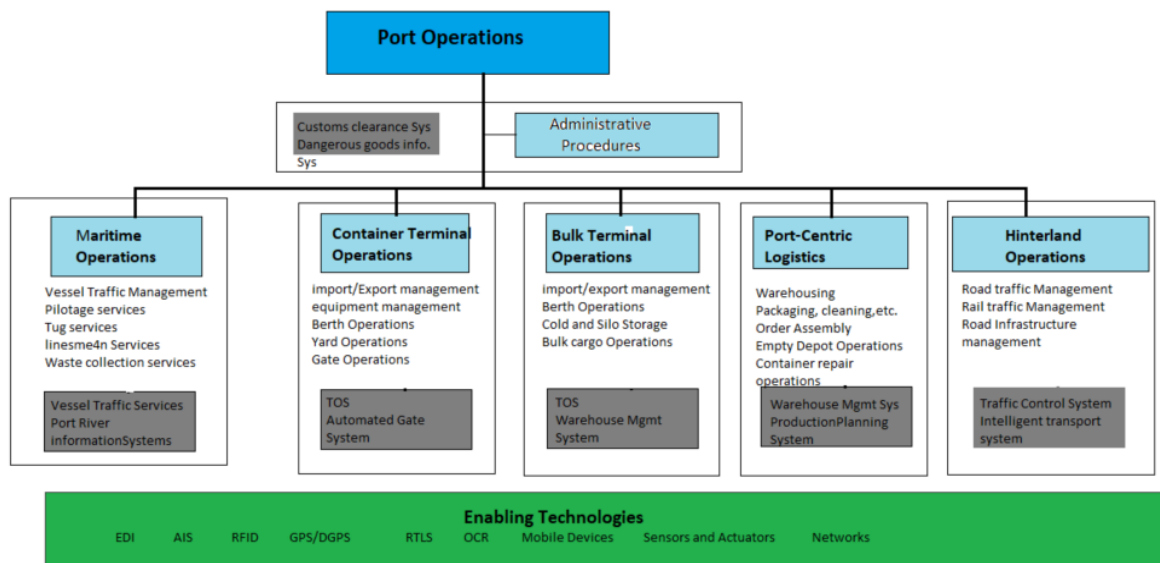 Port Operations
Customs clearance Sys
Dangerous goods info.
Sys
Administrative
Procedures
Maritime
Operations
Vessel Traffic Management
Pilotage services
Tug services
linesme4n Services
Waste collection services
Vessel Traffic Services
Port River
informationSystems
Container Terminal
Operations
import/Export management
equipment management
Berth Operations
Yard Operations
Gate Operations
TOS
Automated Gate
System
Bulk Terminal
Operations
import/export management
Berth Operations
Cold and Silo Storage
Bulk cargo Operations
TOS
Warehouse Mgmt
System
Port-Centric
Logistics
Warehousing
Packaging, cleaning,etc.
Order Assembly
Empty Depot Operations
Container repair
operations
Warehouse Mgmt Sys
ProductionPlanning
System
Hinterland
Operations
Road traffic Management
Rail traffic Management
Road Infrastructure
management
Traffic Control System
Intelligent transport
system
Enabling Technologies
EDI AIS RFID GPS/DGPS RTLS OCR Mobile Devices Sensors and Actuators Networks